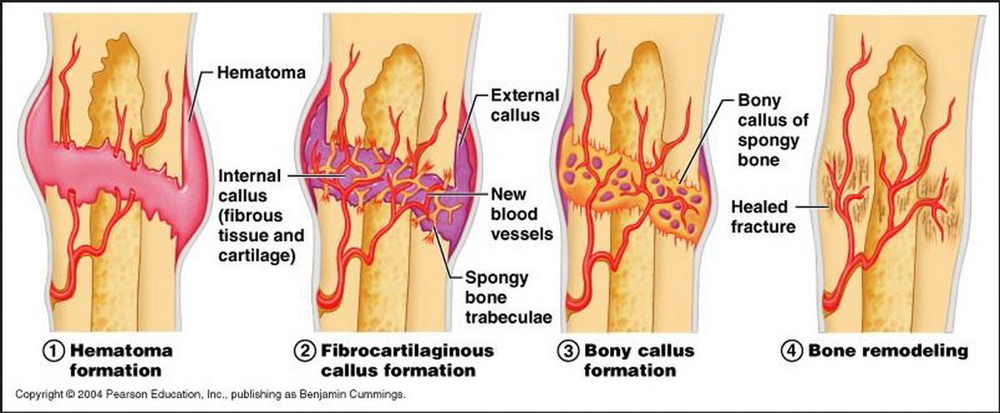 Hematoma
Internal
callus
(fibrous
tissue and
cartilage)
External
callus
New
blood
vessels
Spongy
bone
trabeculae
Bony
callus of
spongy
bone
Healed
fracture
① Hematoma
formation
② Fibrocartilaginous
callus formation
③ Bony callus
formation
④ Bone remodeling
Copyright © 2004 Pearson Education, Inc., publishing as Benjamin Cummings.